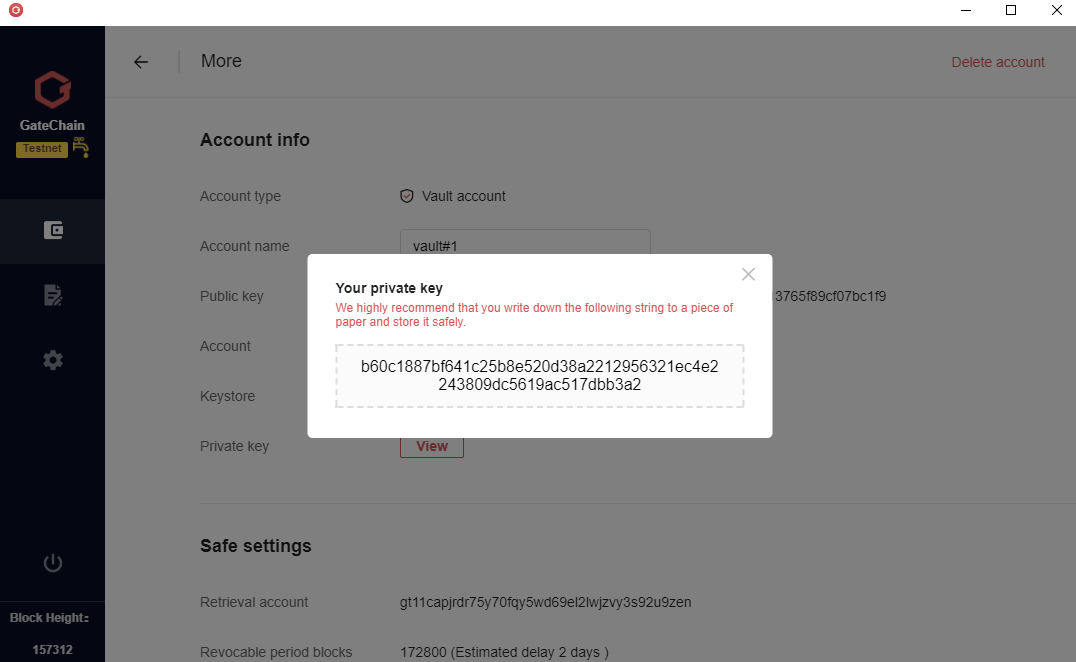 More
Delete account
GateChain
Testnet
Account info
Account type
Vault account
Account name
vault#1
Your private key
We highly recommend that you write down the following string to a piece of
paper and store it safely.
Public key
3765f89cf07bc1f9
Account
b60c1887bf641c25b8e520d38a2212956321ec4e2
243809dc5619ac517dbb3a2
Keystore
Private key
View
Safe settings
Retrieval account
gt11capjrdr75y70fqy5wd69el2lwjzvy3s92u9zen
Block Height:
157312
Revocable period blocks
172800 (Estimated delay 2 days )